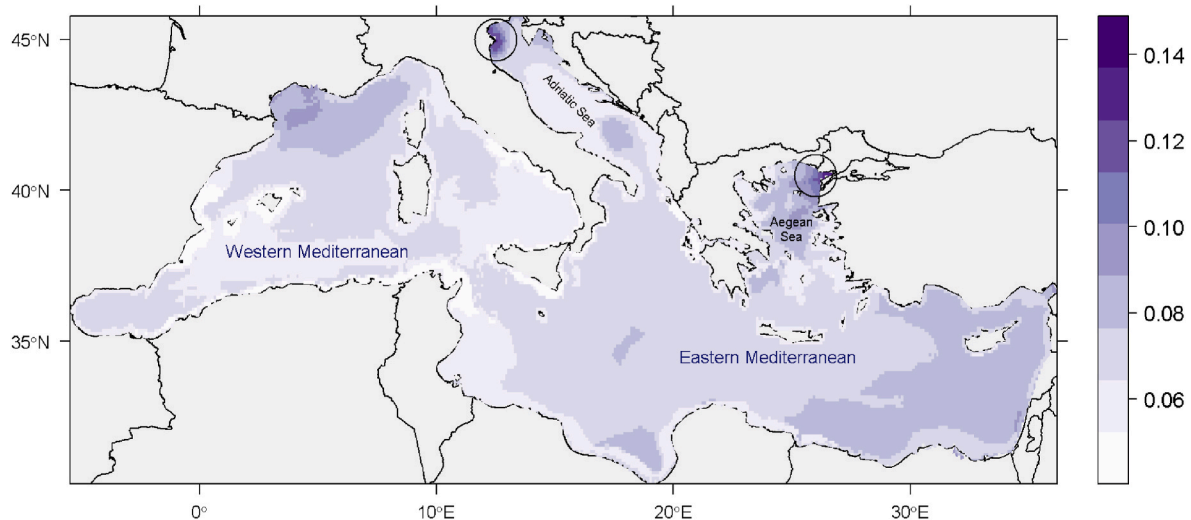 45°N
40°N
35°N
0°
10°E
20°E
30°E
Adriatic Sea
Aegean
Sea
Western Mediterranean
Eastern Mediterranean
0.14
0.12
0.10
0.08
0.06